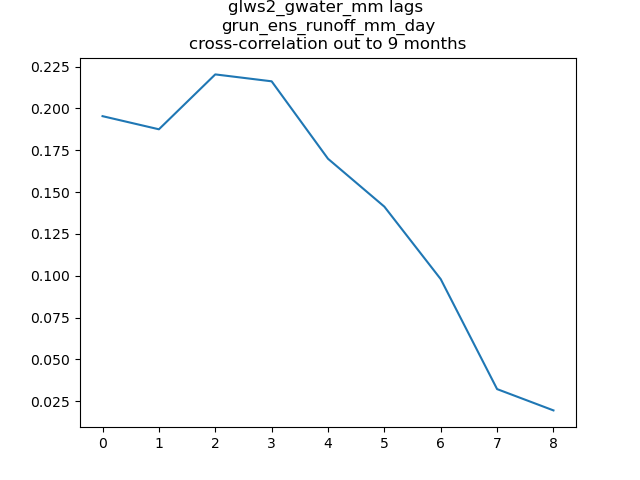 glws2_gwater_mm lags
grun_ens_runoff_mm_day
cross-correlation out to 9 months
0.225
0.200
0.175
0.150
0.125
0.100
0.075
0.050
0.025
0 1 2 3 4 5 6 7 8